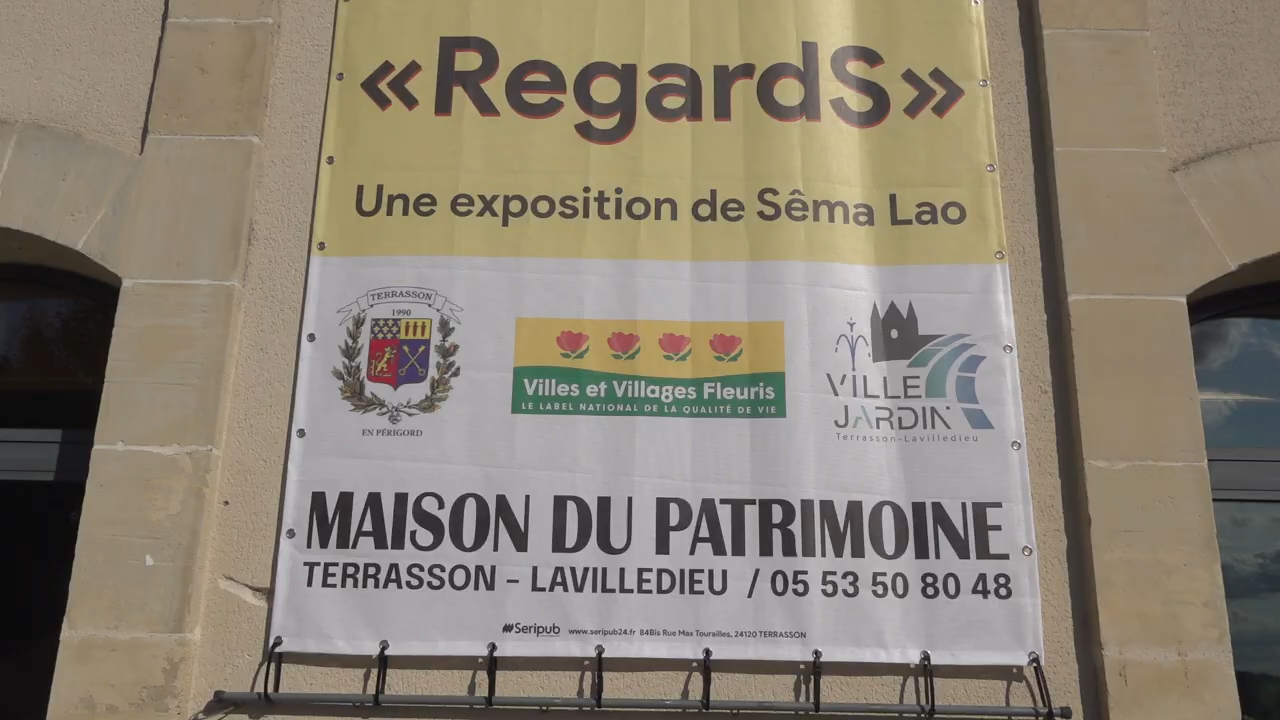 «RegardS»
Une exposition de Sêma Lao
TERRASSON
1990
EN PÉRIGORD
Villes et Villages Fleuris
LE LABEL NATIONAL DE LA QUALITÉ DE VIE
VILLE
JARDIN
Terrasson-Lavilledieu
MAISON DU PATRIMOINE
TERRASSON - LAVILLEDIEU / 05 53 50 80 48
Seripub www.seripub24.fr 84Bis Rue Max Tourailles, 24120 TERRASSON